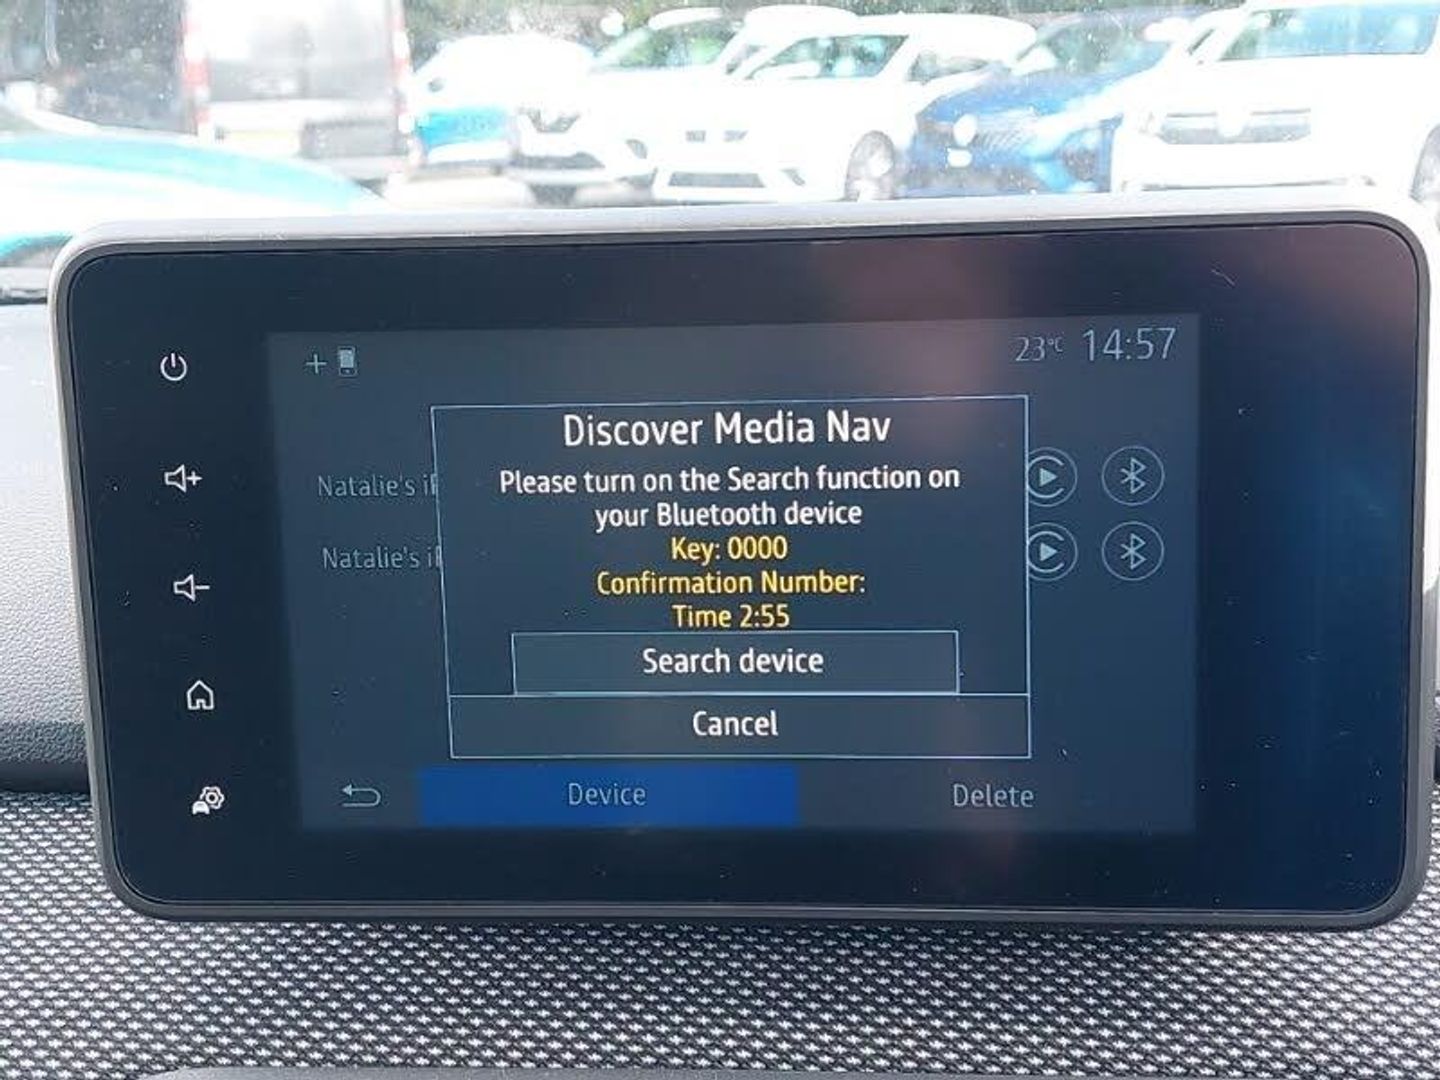 23°C 14:57
Discover Media Nav
Please turn on the Search function on
your Bluetooth device
Key: 0000
Confirmation Number:
Time 2:55
Natalie's
Natalie's
Search device
Cancel
Device
Delete